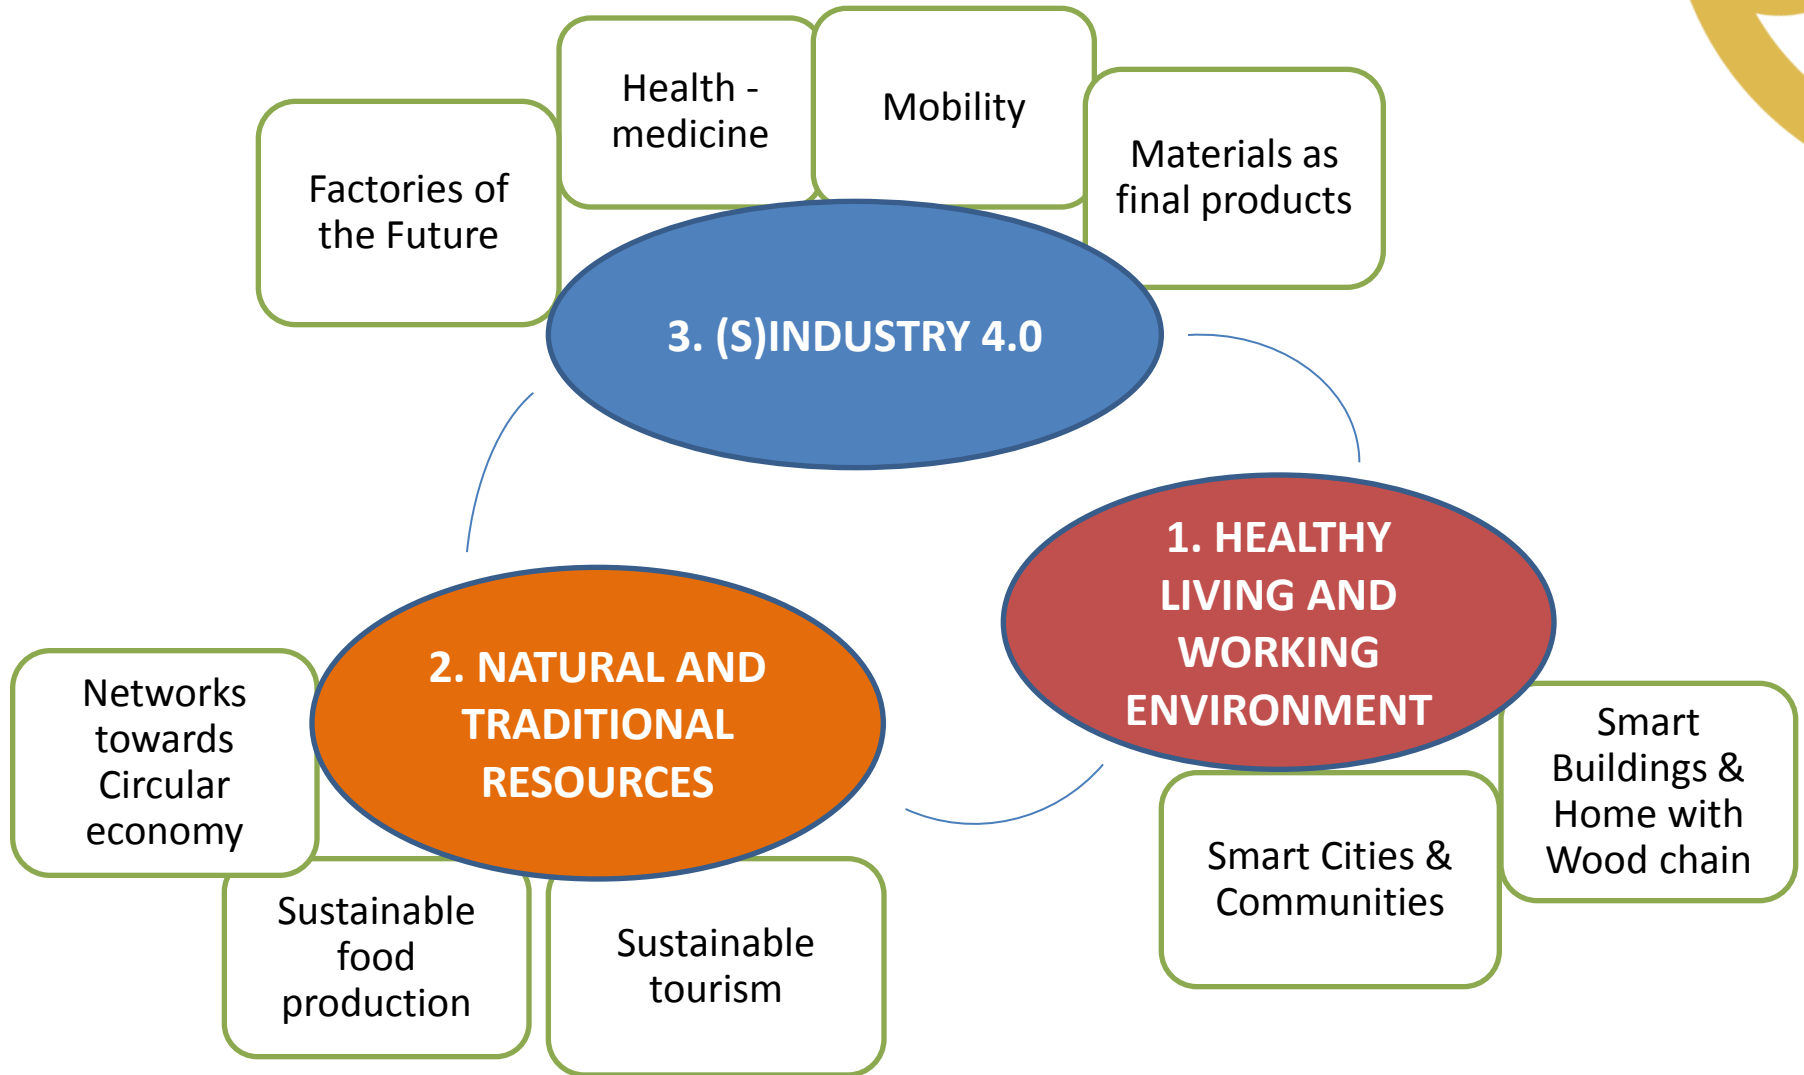 Health -
medicine
Mobility
Materials as
final products
Factories of
the Future
3. (S)INDUSTRY 4.0
1. HEALTHY
LIVING AND
WORKING
ENVIRONMENT
2. NATURAL AND
TRADITIONAL
RESOURCES
Networks
towards
Circular
economy
Smart
Buildings &
Home with
Wood chain
Smart Cities &
Communities
Sustainable
food
production
Sustainable
tourism